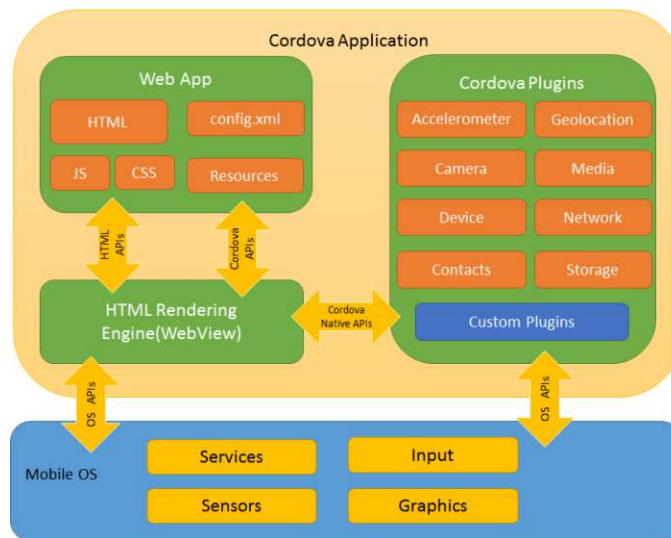 Cordova Application
Web App
HTML
config.xml
JS
CSS
Resources
HTML
APIs
Cordova
APIs
HTML Rendering
Engine(WebView)
Cordova
Native APIs
Cordova Plugins
Accelerometer
Geolocation
Camera
Media
Device
Network
Contacts
Storage
Custom Plugins
OS APIs
OS APIs
Mobile OS
Services
Input
Sensors
Graphics